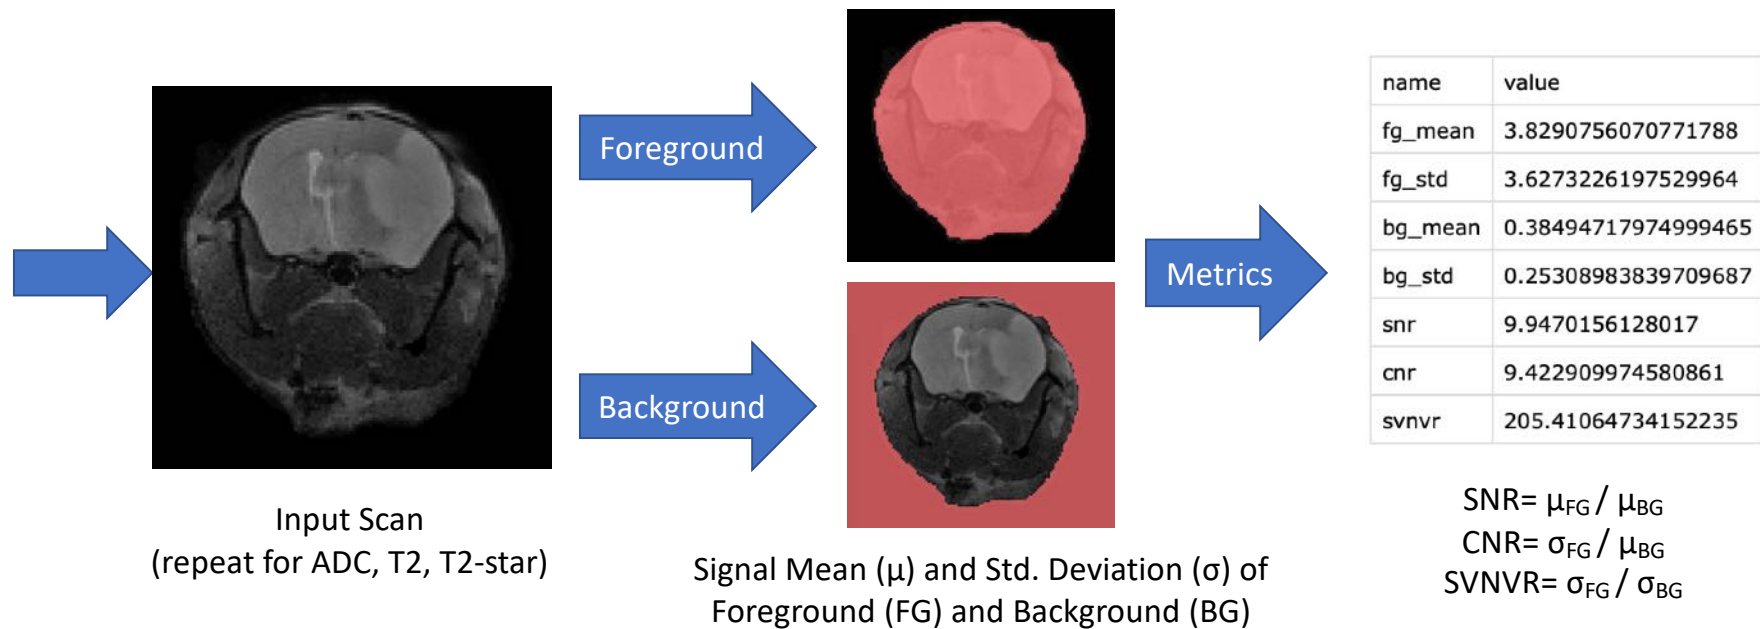 Foreground
Background
Metrics
Input Scan
(repeat for ADC, T2, T2-star)
Signal Mean (μ) and Std. Deviation (σ) of
Foreground (FG) and Background (BG)
name value
fg_mean 3.8290756070771788
fg_std 3.6273226197529964
bg_mean 0.38494717974999465
bg_std 0.25308983839709687
snr 9.9470156128017
cnr 9.422909974580861
svnvr 205.41064734152235
SNR= μFG / μBG
CNR= σFG / μBG
SVNVR= σFG / σBG